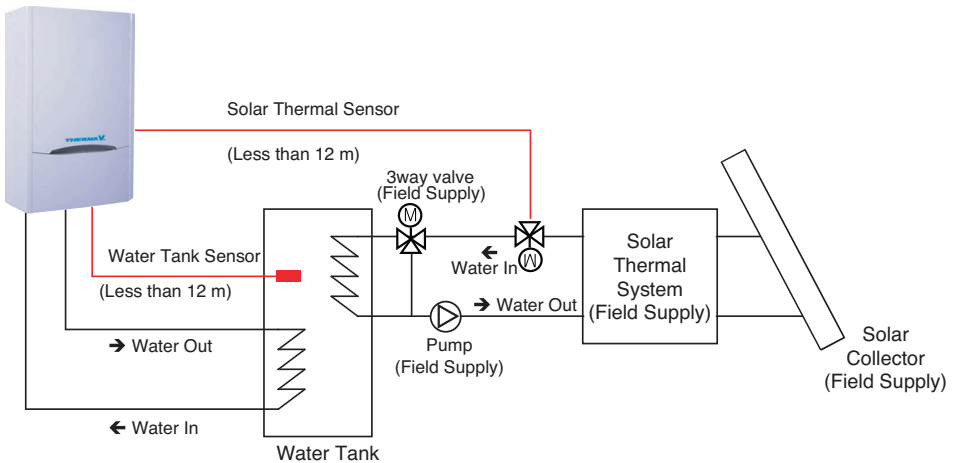 THERMA V.
Solar Thermal Sensor
(Less than 12 m)
3way valve
(Field Supply)
M
M
Water In
Solar
Thermal
System
(Field Supply)
Water Tank Sensor
(Less than 12 m)
➔ Water Out
Pump
(Field Supply)
Solar
Collector
(Field Supply)
➔ Water Out
Water In
Water Tank